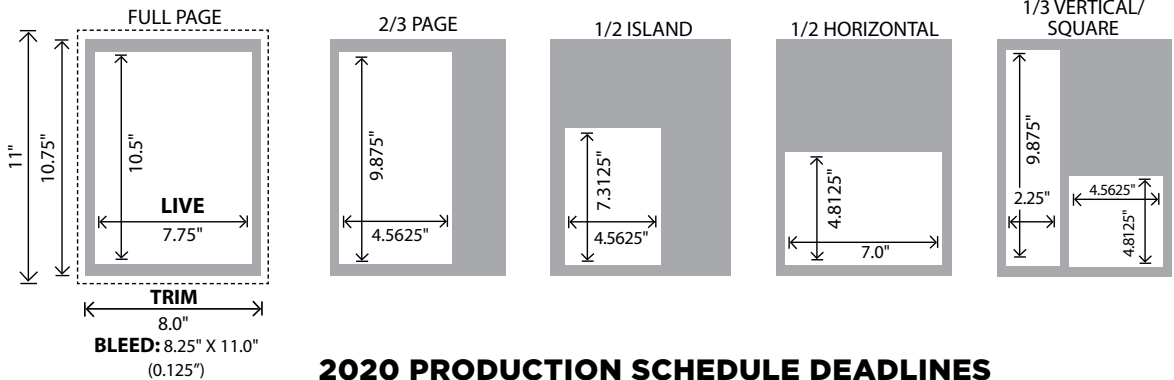 FULL PAGE
11"
10.75"
10.5"
LIVE
7.75"
TRIM
8.0"
BLEED: 8.25" X 11.0"
(0.125")
2/3 PAGE
9.875"
4.5625"
1/2 ISLAND
7.3125"
4.5625"
1/2 HORIZONTAL
4.8125"
7.0"
1/3 VERTICAL/
SQUARE
9.875"
2.25"
4.5625"
4.8125"
2020 PRODUCTION SCHEDULE DEADLINES